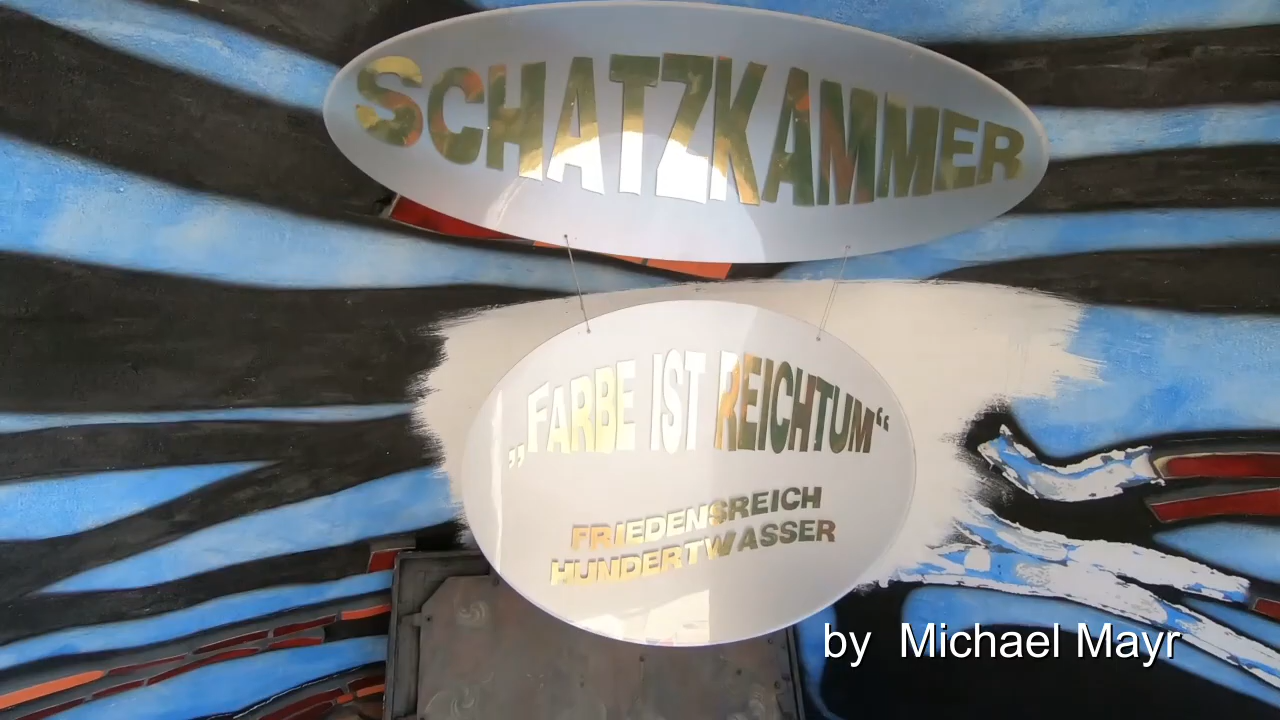 SCHATZKAMMER
„FARBE IST REICHTUM“
FRIEDENSREICH
HUNDERTWASSER
by Michael Mayr